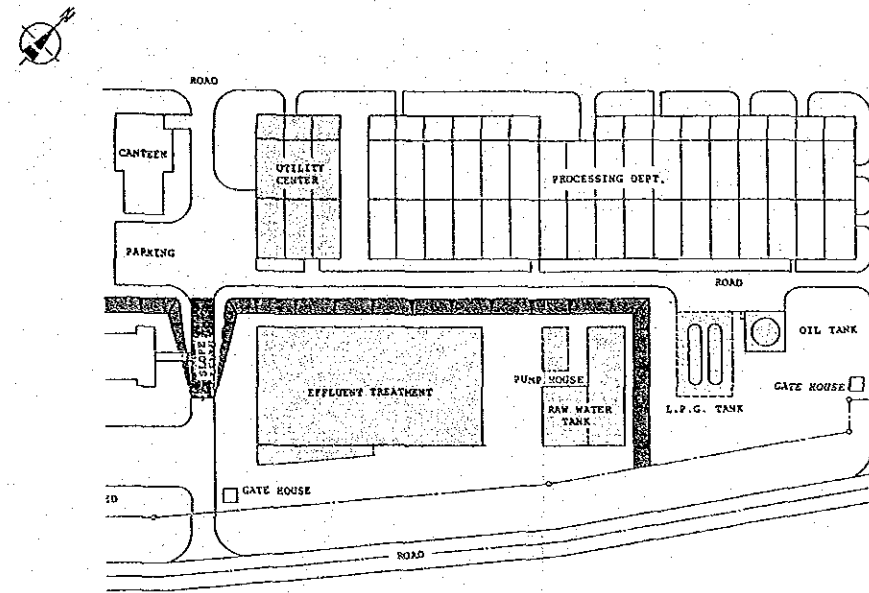 N
ROAD
CANTEEN
UTILITY
CENTER
PROCESSING DEPT.
PARKING
ROAD
SLOPE
OIL TANK
PUMP HOUSE
EFFLUENT TREATMENT
GATE HOUSE
RAW WATER
TANK
L.P.G. TANK
GATE HOUSE
ROAD